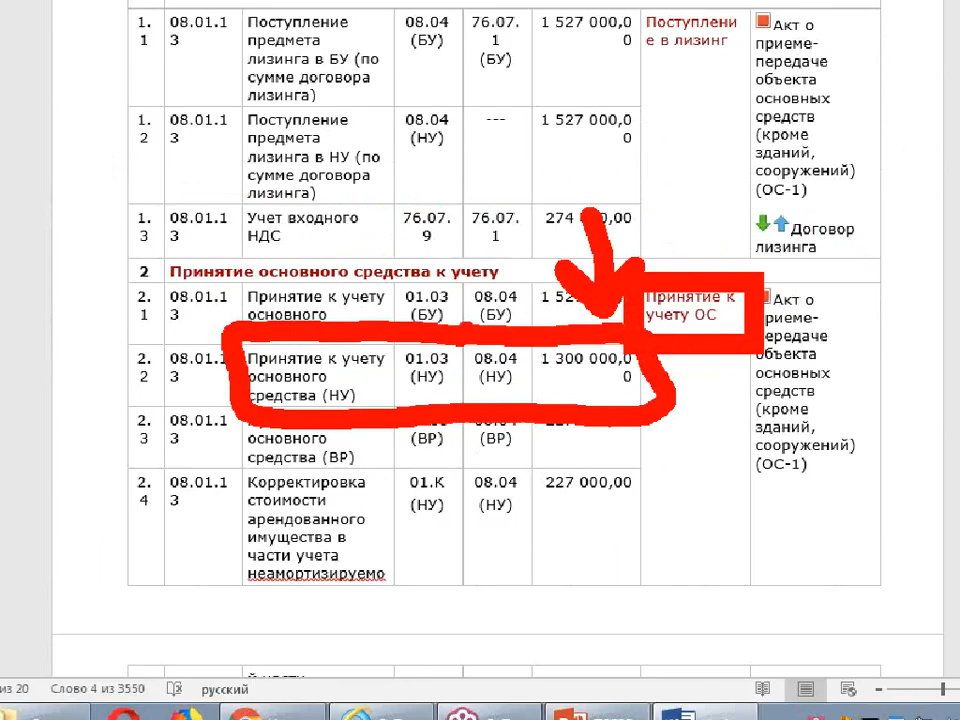 1.
1
08.01.1
3
Поступление
предмета
лизинга в БУ (по
сумме договора
лизинга)
08.04
(БУ)
76.07.
1
(БУ)
1 527 000,0
0
Поступлени
е в лизинг
Акт о
приеме-
передаче
объекта
основных
средств
(кроме
зданий,
сооружений)
(ОС-1)
Договор
лизинга
1.
2
08.01.1
3
Поступление
предмета
лизинга в НУ (по
сумме договора
лизинга)
08.04
(НУ)
---
1 527 000,0
0
1.
3
08.01.1
3
Учет входного
НДС
76.07.
9
76.07.
1
274
0,00
2 Принятие основного средства к учету
2.
1
08.01.1
3
Принятие к учету
основного
01.03
(БУ)
08.04
(БУ)
Принятие к
учету ОС
Акт о
приеме-
передаче
объекта
основных
средств
(кроме
зданий,
сооружений)
(ОС-1)
2.
2
08.01.1
3
Принятие к учету
основного
средства (НУ)
01.03
(НУ)
08.04
(НУ)
1 300 000,0
0
2.
3
08.01.1
3
основного
средства (ВР)
(ВР)
(ВР)
2.
4
08.01.1
3
Корректировка
стоимости
арендованного
имущества в
части учета
неамортизируемо
01.К
(НУ)
08.04
(НУ)
227 000,00
й части
из 20 Слово 4 из 3550 русский